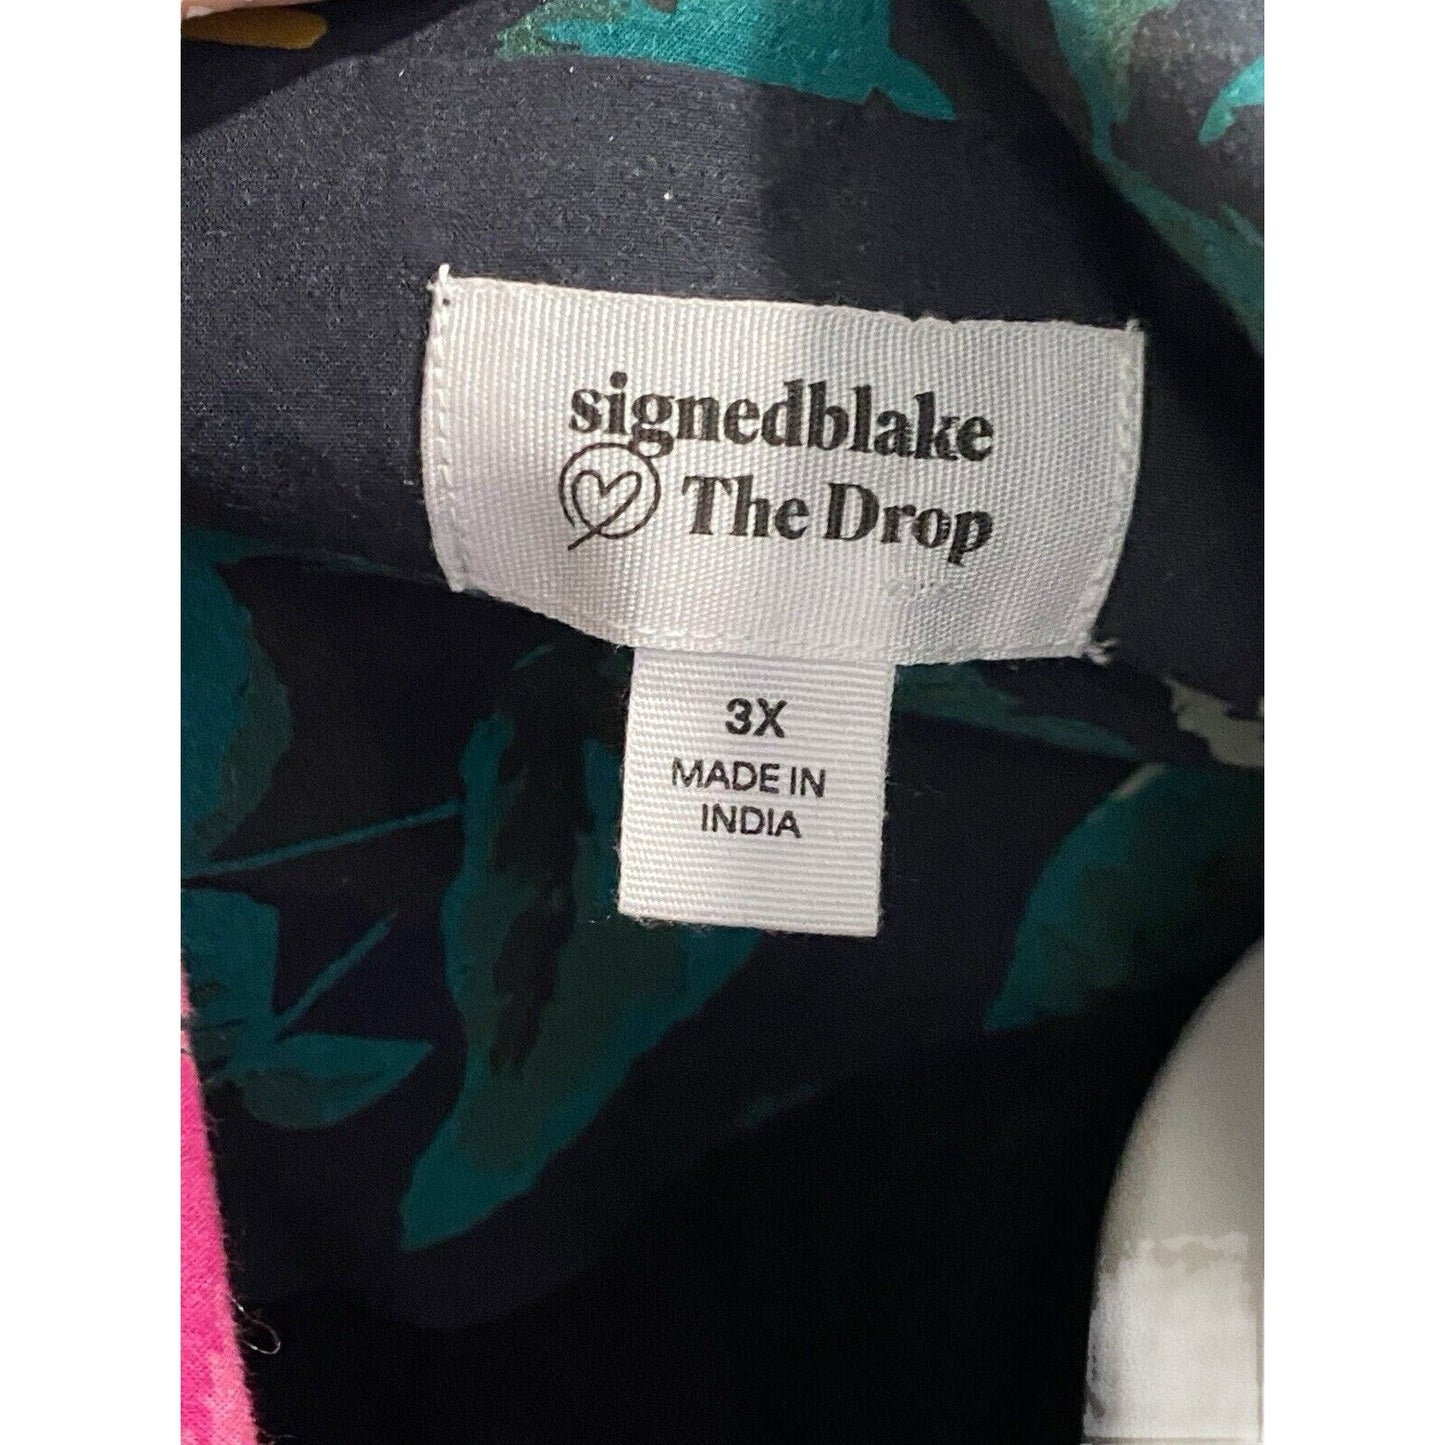 signedblake
The Drop
3X
MADE IN
INDIA